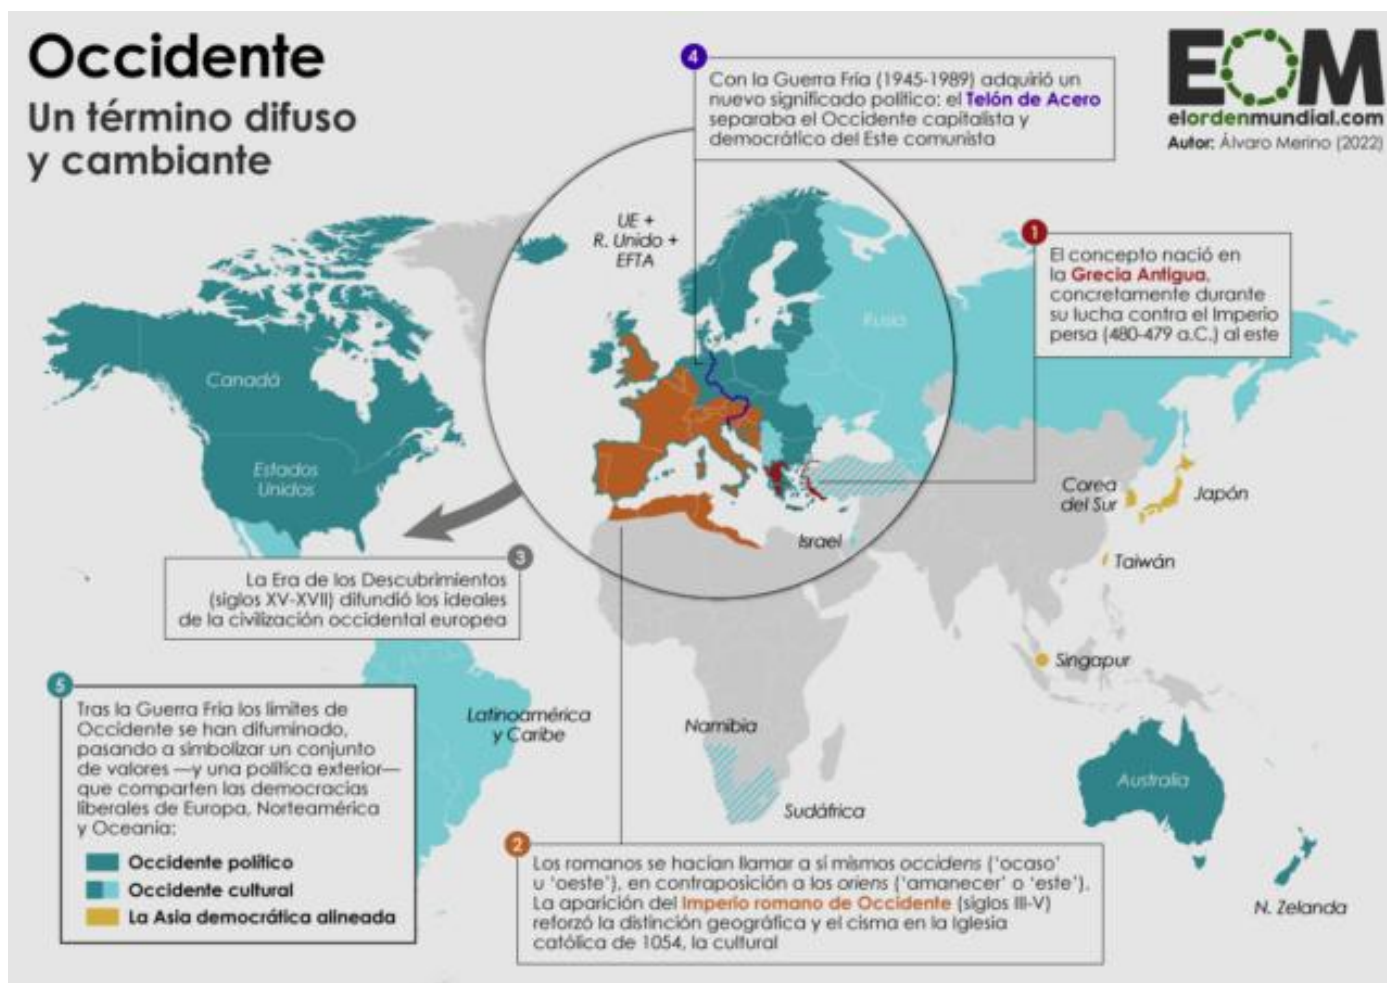 Occidente
Un término difuso
y cambiante
EOM
elordenmundial.com
Autor: Álvaro Merino (2022)
4
Con la Guerra Fría (1945-1989) adquirió un
nuevo significado político: el Telón de Acero
separaba el Occidente capitalista y
democrático del Este comunista
UE +
R. Unido +
EFTA
1
El concepto nació en
la Grecia Antigua,
concretamente durante
su lucha contra el Imperio
persa (480-479 a.C.) al este
Rusia
Canadá
Estados
Unidos
Corea
del Sur
Japón
Israel
Taiwán
3
La Era de los Descubrimientos
(siglos XV-XVII) difundió los ideales
de la civilización occidental europea
Singapur
5
Tras la Guerra Fría los límites de
Occidente se han difuminado,
pasando a simbolizar un conjunto
de valores —y una política exterior—
que comparten las democracias
liberales de Europa, Norteamérica
y Oceanía:
Occidente político
Occidente cultural
La Asia democrática alineada
Latinoamérica
y Caribe
Namibia
Sudáfrica
Australia
N. Zelanda
2
Los romanos se hacían llamar a sí mismos occidens ('ocaso'
u 'oeste'), en contraposición a los oriens ('amanecer' o 'este').
La aparición del Imperio romano de Occidente (siglos III-V)
reforzó la distinción geográfica y el cisma en la Iglesia
católica de 1054, la cultural